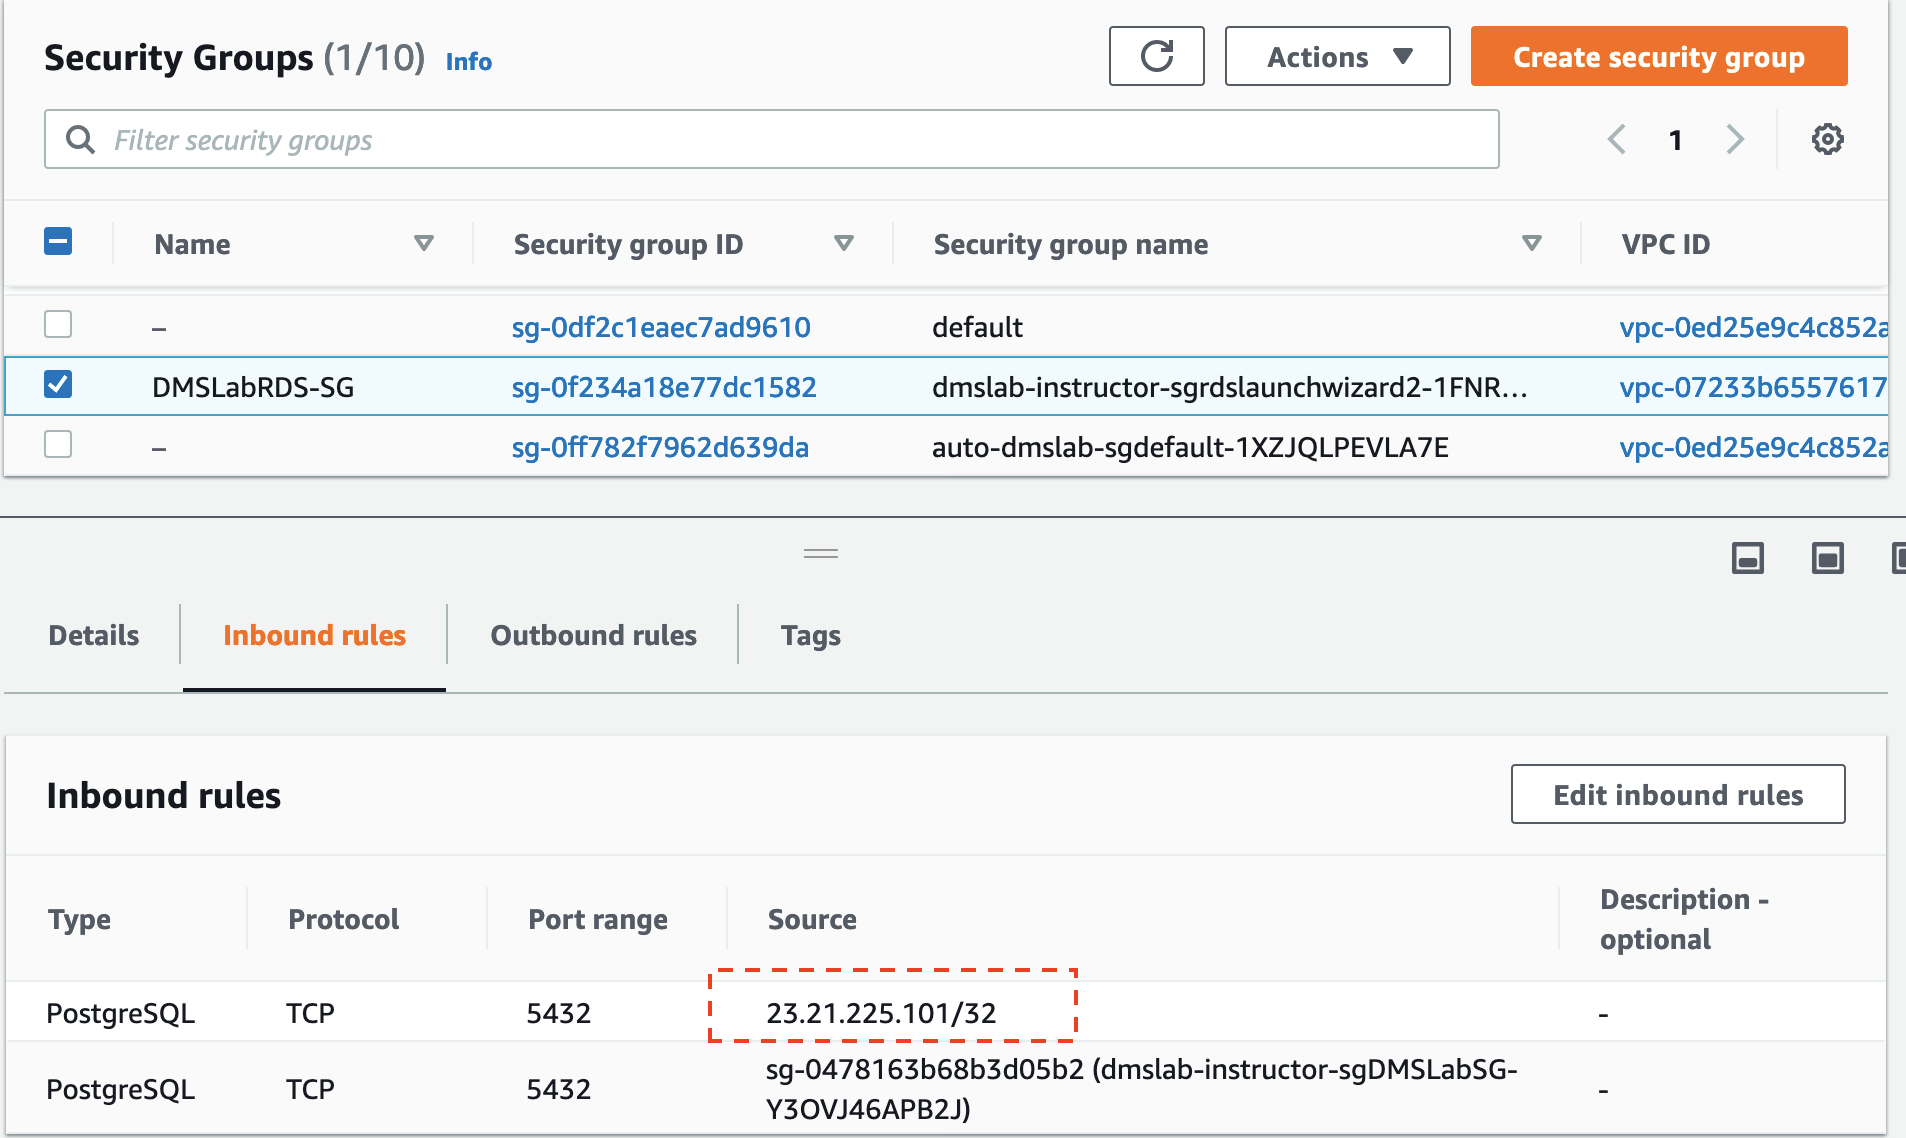 Security Groups (1/10) Info
Actions
Create security group
Filter security groups
1
Name
Security group ID
Security group name
VPC ID
– sg-0df2c1eaec7ad9610 default vpc-0ed25e9c4c852a
DMSLabRDS-SG sg-0f234a18e77dc1582 dmslab-instructor-sgrdslaunchwizard2-1FNR... vpc-07233b6557617
– sg-0ff782f7962d639da auto-dmslab-sgdefault-1XZJQLPEVLA7E vpc-0ed25e9c4c852a
Details
Inbound rules
Outbound rules
Tags
Inbound rules
Edit inbound rules
Type
Protocol
Port range
Source
Description -
optional
PostgreSQL TCP 5432 23.21.225.101/32 -
PostgreSQL TCP 5432 sg-0478163b68b3d05b2 (dmslab-instructor-sgDMSLabSG- -
Y3OVJ46APB2J)